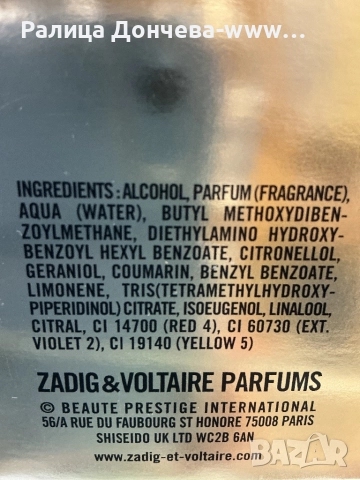 Ралица Дончева-www...
INGREDIENTS: ALCOHOL, PARFUM (FRAGRANCE),
AQUA (WATER), BUTYL METHOXYDIBEN-
ZOYLMETHANE, DIETHYLAMINO HYDROXY-
BENZOYL HEXYL BENZOATE, CITRONELLOL,
GERANIOL, COUMARIN, BENZYL BENZOATE,
LIMONENE, TRIS(TETRAMETHYLHYDROXY-
PIPERIDINOL) CITRATE, ISOEUGENOL, LINALOOL,
CITRAL, CI 14700 (RED 4), CI 60730 (EXT.
VIOLET 2), CI 19140 (YELLOW 5)
ZADIG&VOLTAIRE PARFUMS
© BEAUTE PRESTIGE INTERNATIONAL
56/A RUE DU FAUBOURG ST HONORE 75008 PARIS
SHISEIDO UK LTD WC2B 6AN
www.zadig-et-voltaire.com
bazar